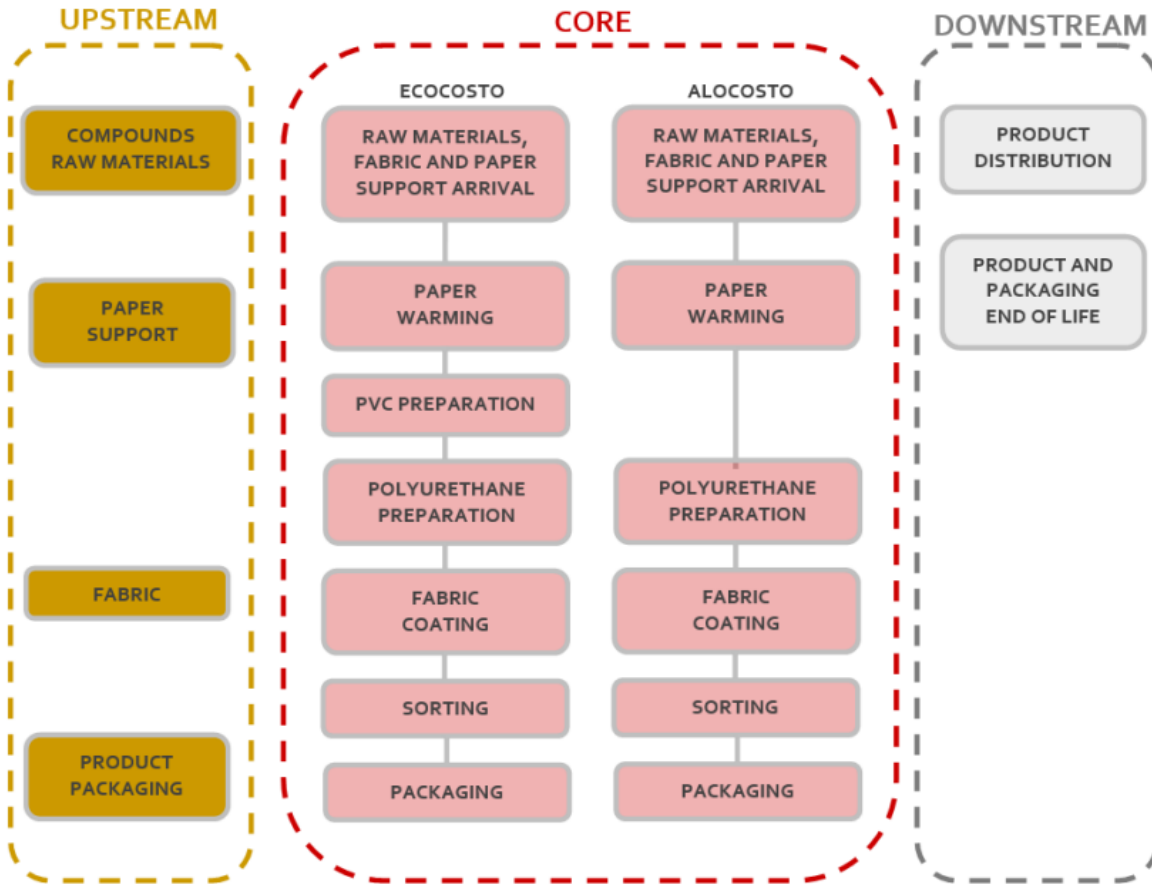 UPSTREAM
COMPOUNDS
RAW MATERIALS
PAPER
SUPPORT
FABRIC
PRODUCT
PACKAGING
CORE
ECOCOSTO
RAW MATERIALS,
FABRIC AND PAPER
SUPPORT ARRIVAL
PAPER
WARMING
PVC PREPARATION
POLYURETHANE
PREPARATION
FABRIC
COATING
SORTING
PACKAGING
ALOCOSTO
RAW MATERIALS,
FABRIC AND PAPER
SUPPORT ARRIVAL
PAPER
WARMING
POLYURETHANE
PREPARATION
FABRIC
COATING
SORTING
PACKAGING
DOWNSTREAM
PRODUCT
DISTRIBUTION
PRODUCT AND
PACKAGING
END OF LIFE